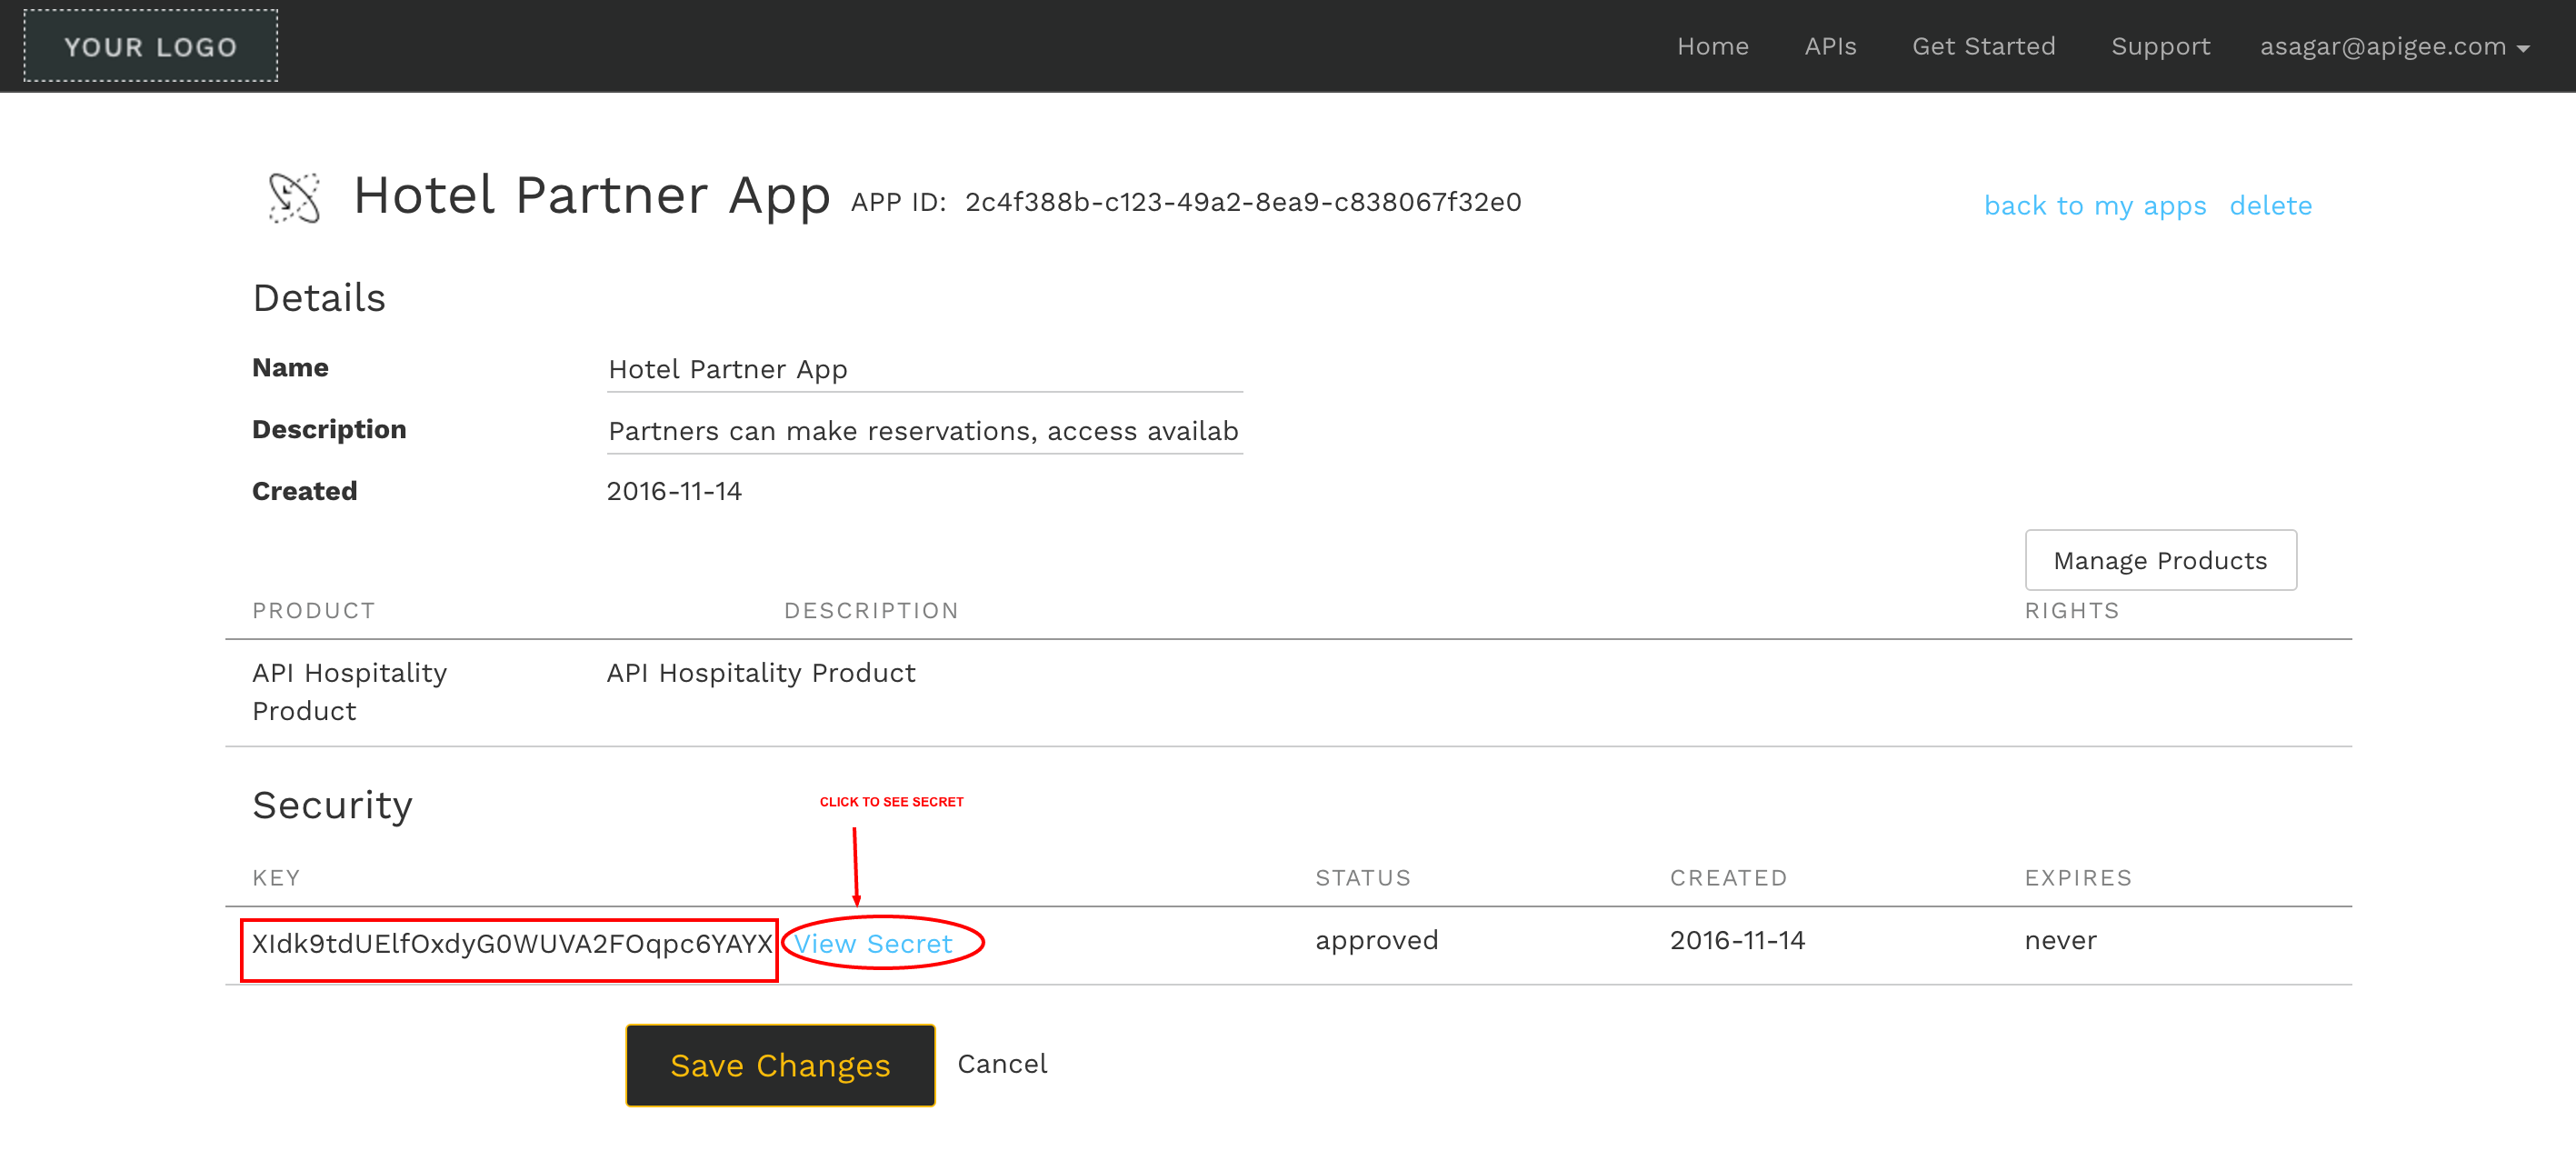 YOUR LOGO
Home APIs Get Started Support asagar@apigee.com
Hotel Partner App APP ID: 2c4f388b-c123-49a2-8ea9-c838067f32e0
back to my apps delete
Details
Name Hotel Partner App
Description Partners can make reservations, access availab
Created 2016-11-14
Manage Products
PRODUCT DESCRIPTION RIGHTS
API Hospitality Product API Hospitality Product
Security
CLICK TO SEE SECRET
KEY STATUS CREATED EXPIRES
XIdk9tdUElfOxdyG0WUVA2FOqpc6YAYX View Secret approved 2016-11-14 never
Save Changes Cancel